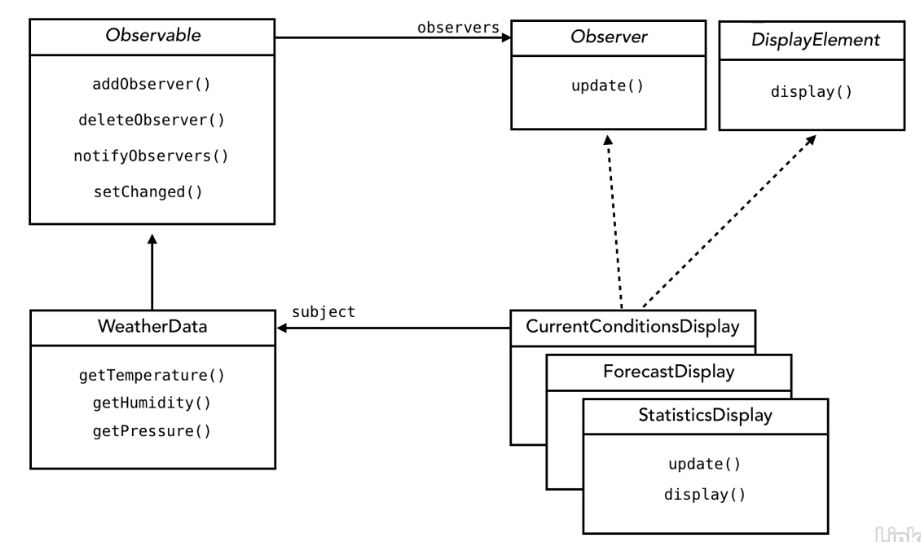 Observable
addObserver()
deleteObserver()
notifyObservers()
setChanged()
observers
Observer
update()
DisplayElement
display()
WeatherData
getTemperature()
getHumidity()
getPressure()
subject
CurrentConditionsDisplay
ForecastDisplay
StatisticsDisplay
update()
display()